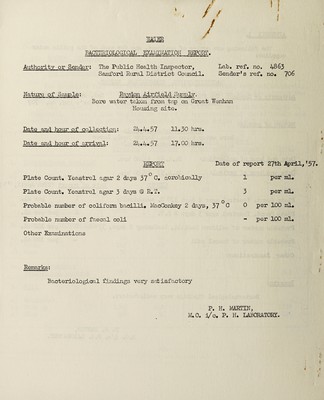 WATER
BACTERIOLOGICAL EXAMINATION REPORT.
Authority or Sender: The Public Health Inspector, Lab. ref. no. 4863
Samford Rural District Council. Sender's ref. no. 706
Nature of Sample: Raydon Airfield Supply.
Bore water taken from tap on Great Wenham
Housing site.
Date and hour of collection: 24.4.57 11.30 hrs.
Date and hour of arrival: 24.4.57 17.00 hrs.
REPORT Date of report 27th April,'57.
Plate Count. Yeastrel agar 2 days 37°C, aerobically 1 per ml.
Plate Count. Yeastrel agar 3 days @ R.T. 3 per ml.
Probable number of coliform bacilli, MacConkey 2 days, 37°C 0 per 100 ml.
Probable number of faecal coli - per 100 ml.
Other Examinations
Remarks:
Bacteriological findings very satisfactory
P. H. MARTIN,
M.O. i/c. P. H. LABORATORY.